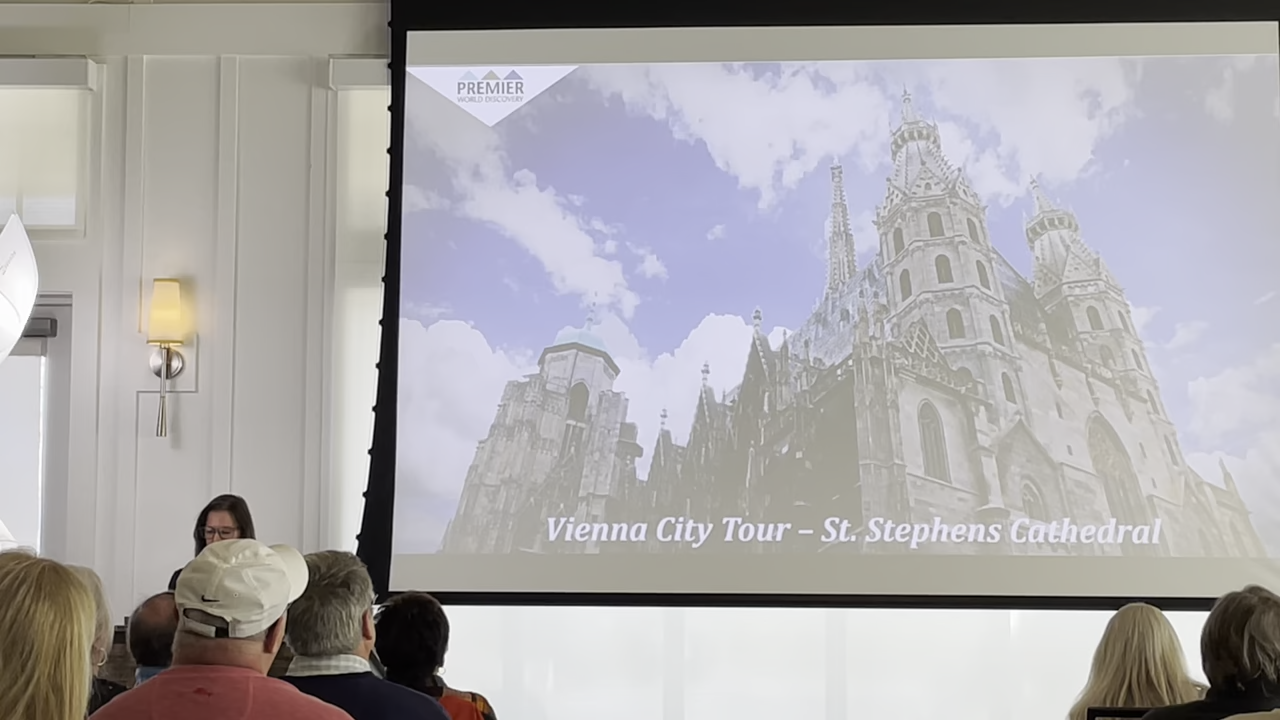 PREMIER
WORLD DISCOVERY
Vienna City Tour – St. Stephens Cathedral